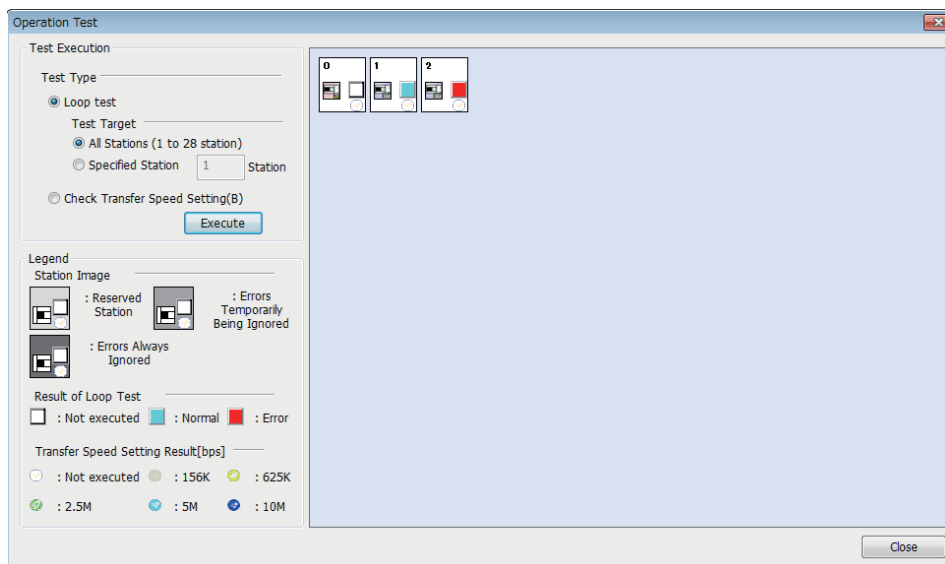 Operation Test
Test Execution
Test Type
Loop test
Test Target
All Stations (1 to 28 station)
Specified Station 1 Station
Check Transfer Speed Setting(B)
Execute
0 1 2
Legend
Station Image
: Reserved
Station
: Errors
Temporarily
Being Ignored
: Errors Always
Ignored
Result of Loop Test
: Not executed : Normal : Error
Transfer Speed Setting Result[bps]
: Not executed : 156K : 625K
: 2.5M : 5M : 10M
Close